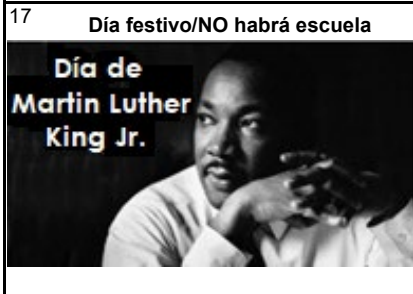 17
Día festivo/NO habrá escuela
Día de
Martin Luther
King Jr.